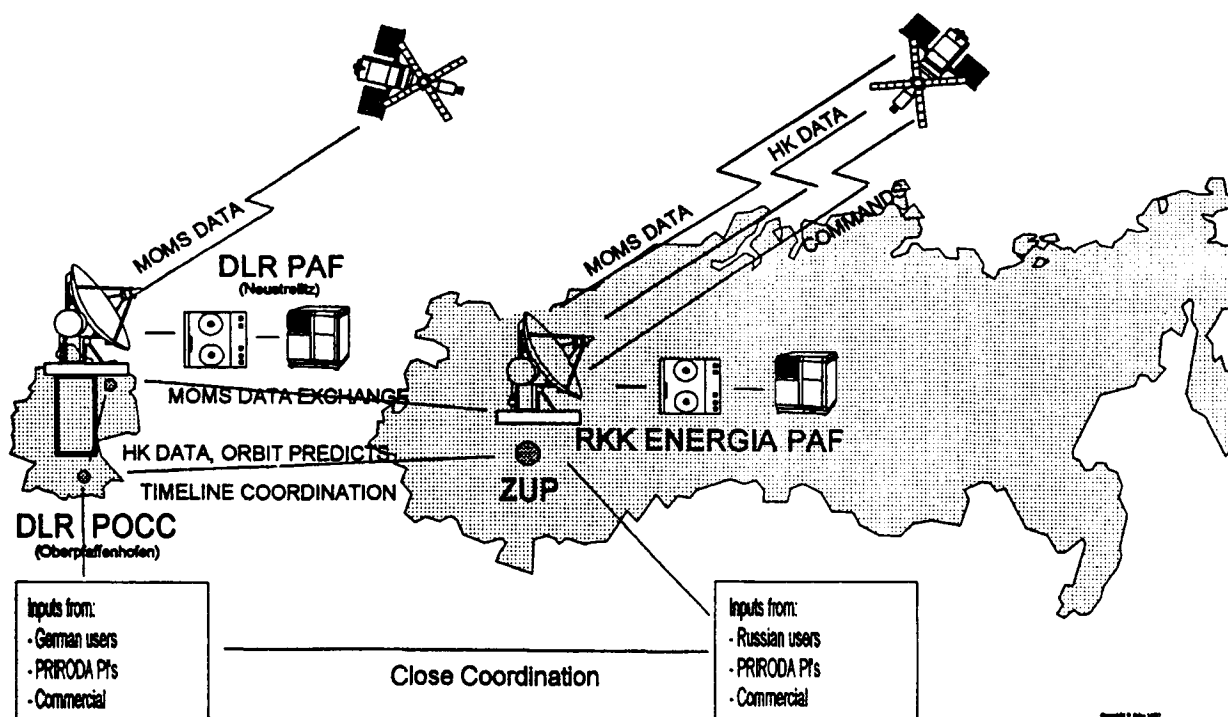 MOMS DATA
HK DATA
MOMS DATA
COMMANDS
DLR PAF
(Neustrelitz)
MOMS DATA EXCHANGE
RKK ENERGIA PAF
HK DATA, ORBIT PREDICTS,
TIMELINE COORDINATION
ZUP
DLR POCC
(Oberpfaffenhofen)
Inputs from:
- German users
- PRIRODA PI's
- Commercial
Close Coordination
Inputs from:
- Russian users
- PRIRODA PI's
- Commercial